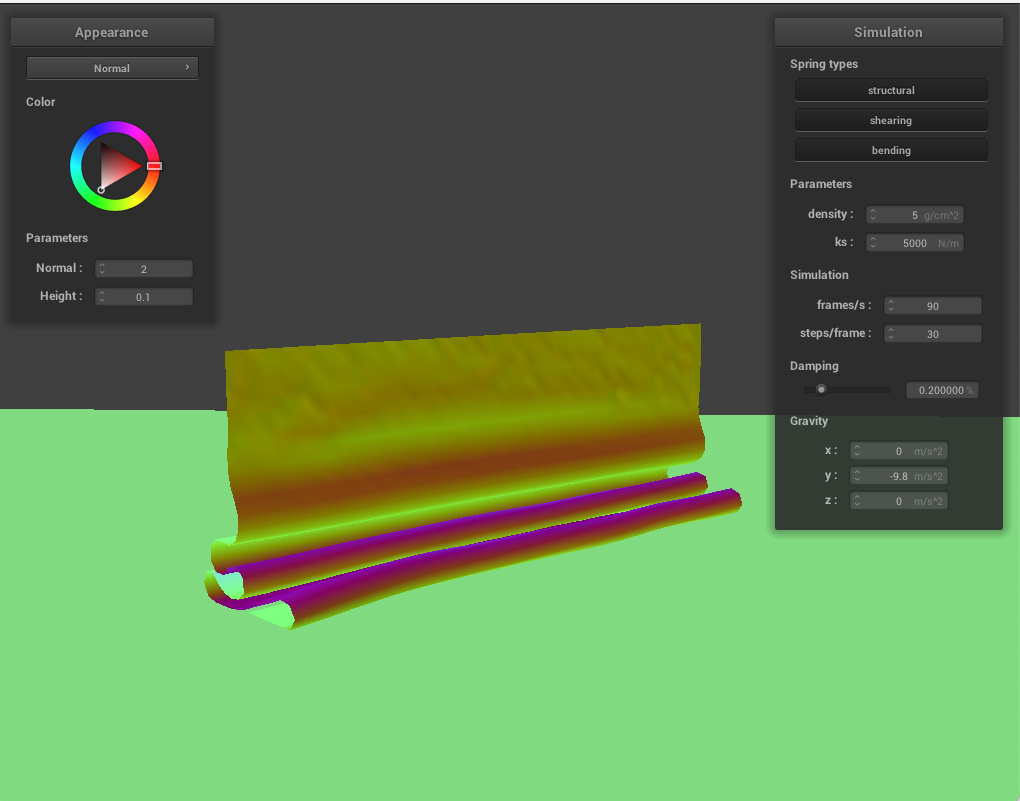 Appearance
Normal ›
Color
Parameters
Normal : 2
Height : 0.1
Simulation
Spring types
structural
shearing
bending
Parameters
density : 5 g/cm^2
ks : 5000 N/m
Simulation
frames/s : 90
steps/frame : 30
Damping
0.200000 %
Gravity
x : 0 m/s^2
y : -9.8 m/s^2
z : 0 m/s^2